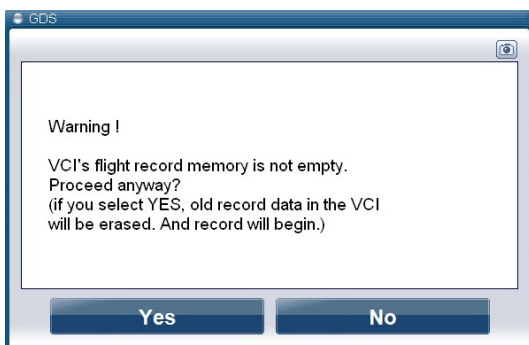 GDS
Warning !
VCI's flight record memory is not empty.
Proceed anyway?
(if you select YES, old record data in the VCI
will be erased. And record will begin.)
Yes
No